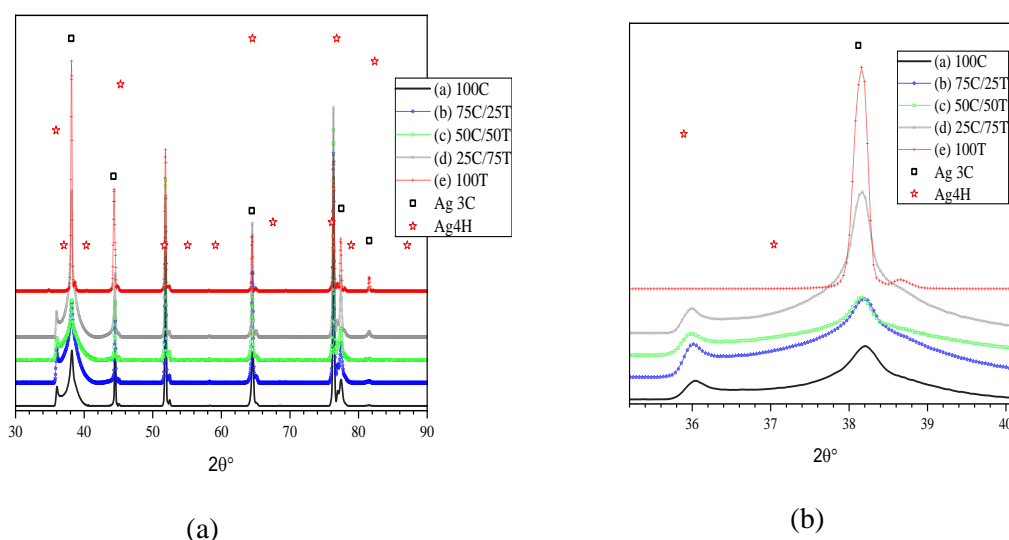 (a) 100C
(b) 75C/25T
(c) 50C/50T
(d) 25C/75T
(e) 100T
Ag 3C
Ag4H
30 40 50 60 70 80 90
2θ°
(a)
(a) 100C
(b) 75C/25T
(c) 50C/50T
(d) 25C/75T
(e) 100T
Ag 3C
Ag4H
36 37 38 39 40
2θ°
(b)